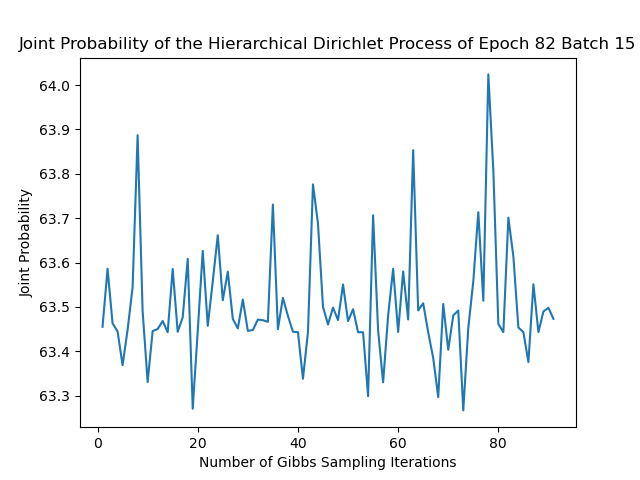 Joint Probability of the Hierarchical Dirichlet Process of Epoch 82 Batch 15
64.0
63.9
63.8
63.7
63.6
63.5
63.4
63.3
Joint Probability
0 20 40 60 80
Number of Gibbs Sampling Iterations